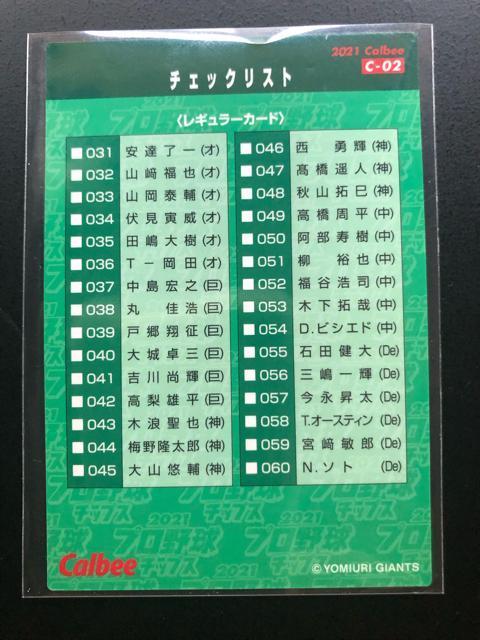 2021 Calbee
C-02
チェックリスト
〈レギュラーカード〉
031 安達了一(オ)
032 山﨑福也(オ)
033 山岡泰輔(オ)
034 伏見寅威(オ)
035 田嶋大樹(オ)
036 T－岡田(オ)
037 中島宏之(巨)
038 丸 佳浩(巨)
039 戸郷翔征(巨)
040 大城卓三(巨)
041 吉川尚輝(巨)
042 高梨雄平(巨)
043 木浪聖也(神)
044 梅野隆太郎(神)
045 大山悠輔(神)
046 西 勇輝(神)
047 髙橋遥人(神)
048 秋山拓巳(神)
049 高橋周平(中)
050 阿部寿樹(中)
051 柳 裕也(中)
052 福谷浩司(中)
053 木下拓哉(中)
054 D.ビシエド(中)
055 石田健大(De)
056 三嶋一輝(De)
057 今永昇太(De)
058 T.オースティン(De)
059 宮﨑敏郎(De)
060 N.ソト(De)
2021
プロ野球
チップス
Calbee
© YOMIURI GIANTS